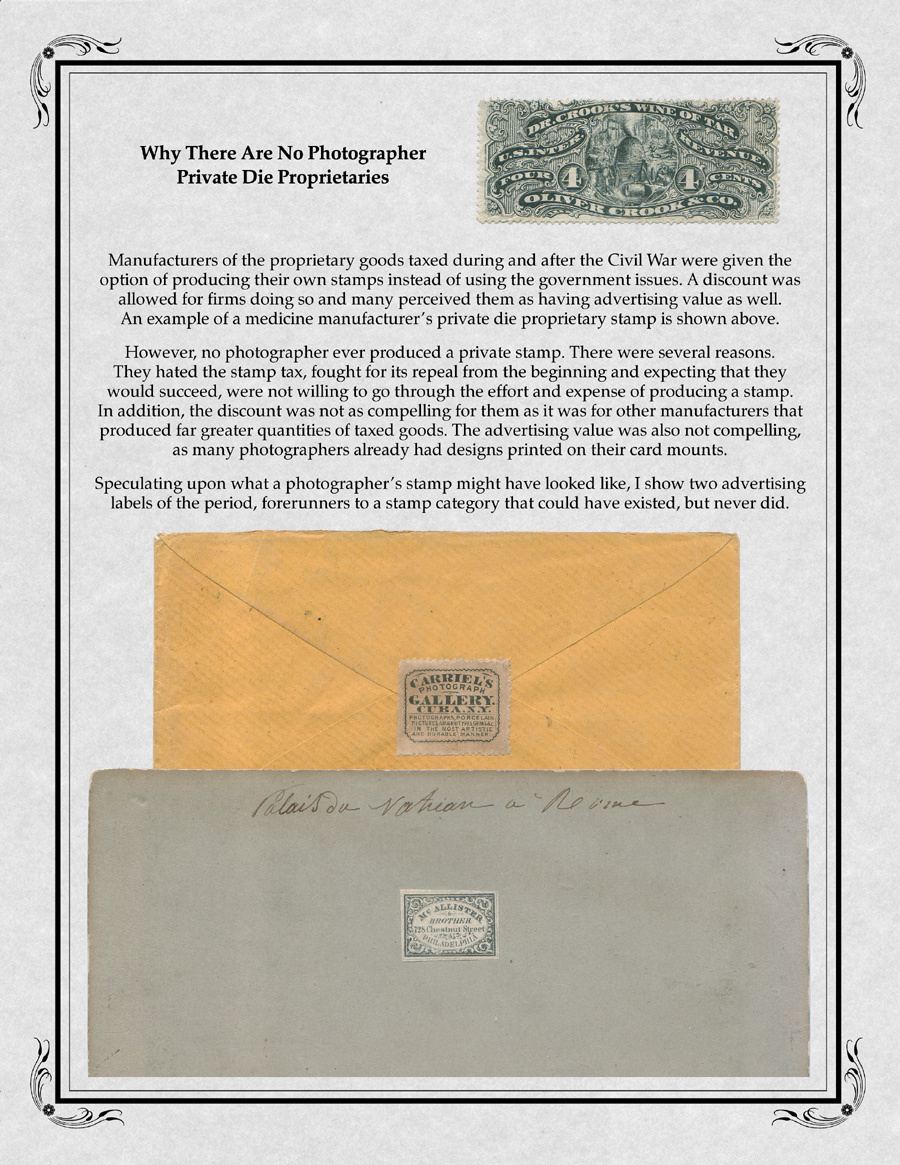 Why There Are No Photographer
Private Die Proprietaries
DR. CROOK'S WINE OF TAR
U.S. INTER. REVENUE.
FOUR 4 4 CENTS
OLIVER CROOK & CO.
Manufacturers of the proprietary goods taxed during and after the Civil War were given the
option of producing their own stamps instead of using the government issues. A discount was
allowed for firms doing so and many perceived them as having advertising value as well.
An example of a medicine manufacturer's private die proprietary stamp is shown above.
However, no photographer ever produced a private stamp. There were several reasons.
They hated the stamp tax, fought for its repeal from the beginning and expecting that they
would succeed, were not willing to go through the effort and expense of producing a stamp.
In addition, the discount was not as compelling for them as it was for other manufacturers that
produced far greater quantities of taxed goods. The advertising value was also not compelling,
as many photographers already had designs printed on their card mounts.
Speculating upon what a photographer's stamp might have looked like, I show two advertising
labels of the period, forerunners to a stamp category that could have existed, but never did.
CARRIEL'S
PHOTOGRAPH
GALLERY.
CUBA, N.Y.
PHOTOGRAPHS, PORCELAIN
PICTURES,
IN THE MOST ARTISTIC
AND DURABLE MANNER
Palais du Vatican a Rome
McALLISTER
&
BROTHER
728 Chestnut Street
PHILADELPHIA